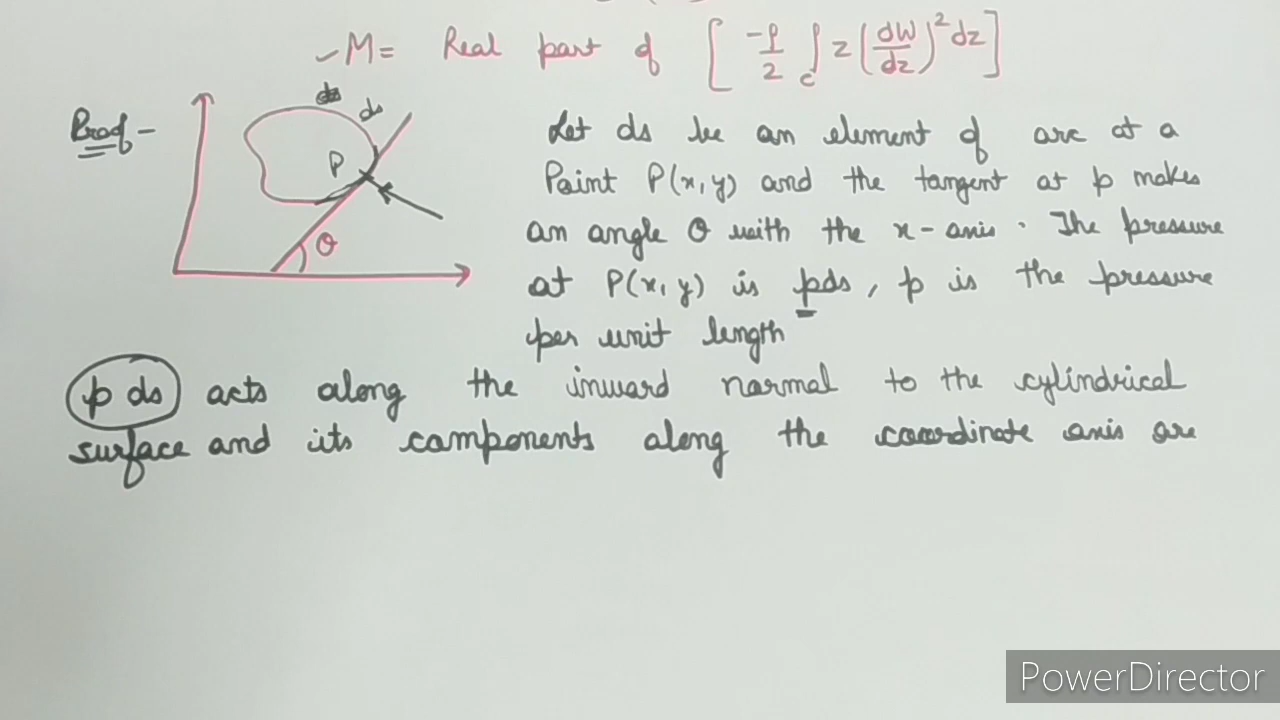 M = Real part of [ -ρ/2 ∫c z (dW/dz)² dz ]
Proof -
ds
P
θ
Let ds be an element of arc at a
Point P(x, y) and the tangent at p makes
an angle θ with the x-axis. The pressure
at P(x, y) is pds, p is the pressure
per unit length
p ds acts along the inward normal to the cylindrical
surface and its components along the coordinate axis are
PowerDirector